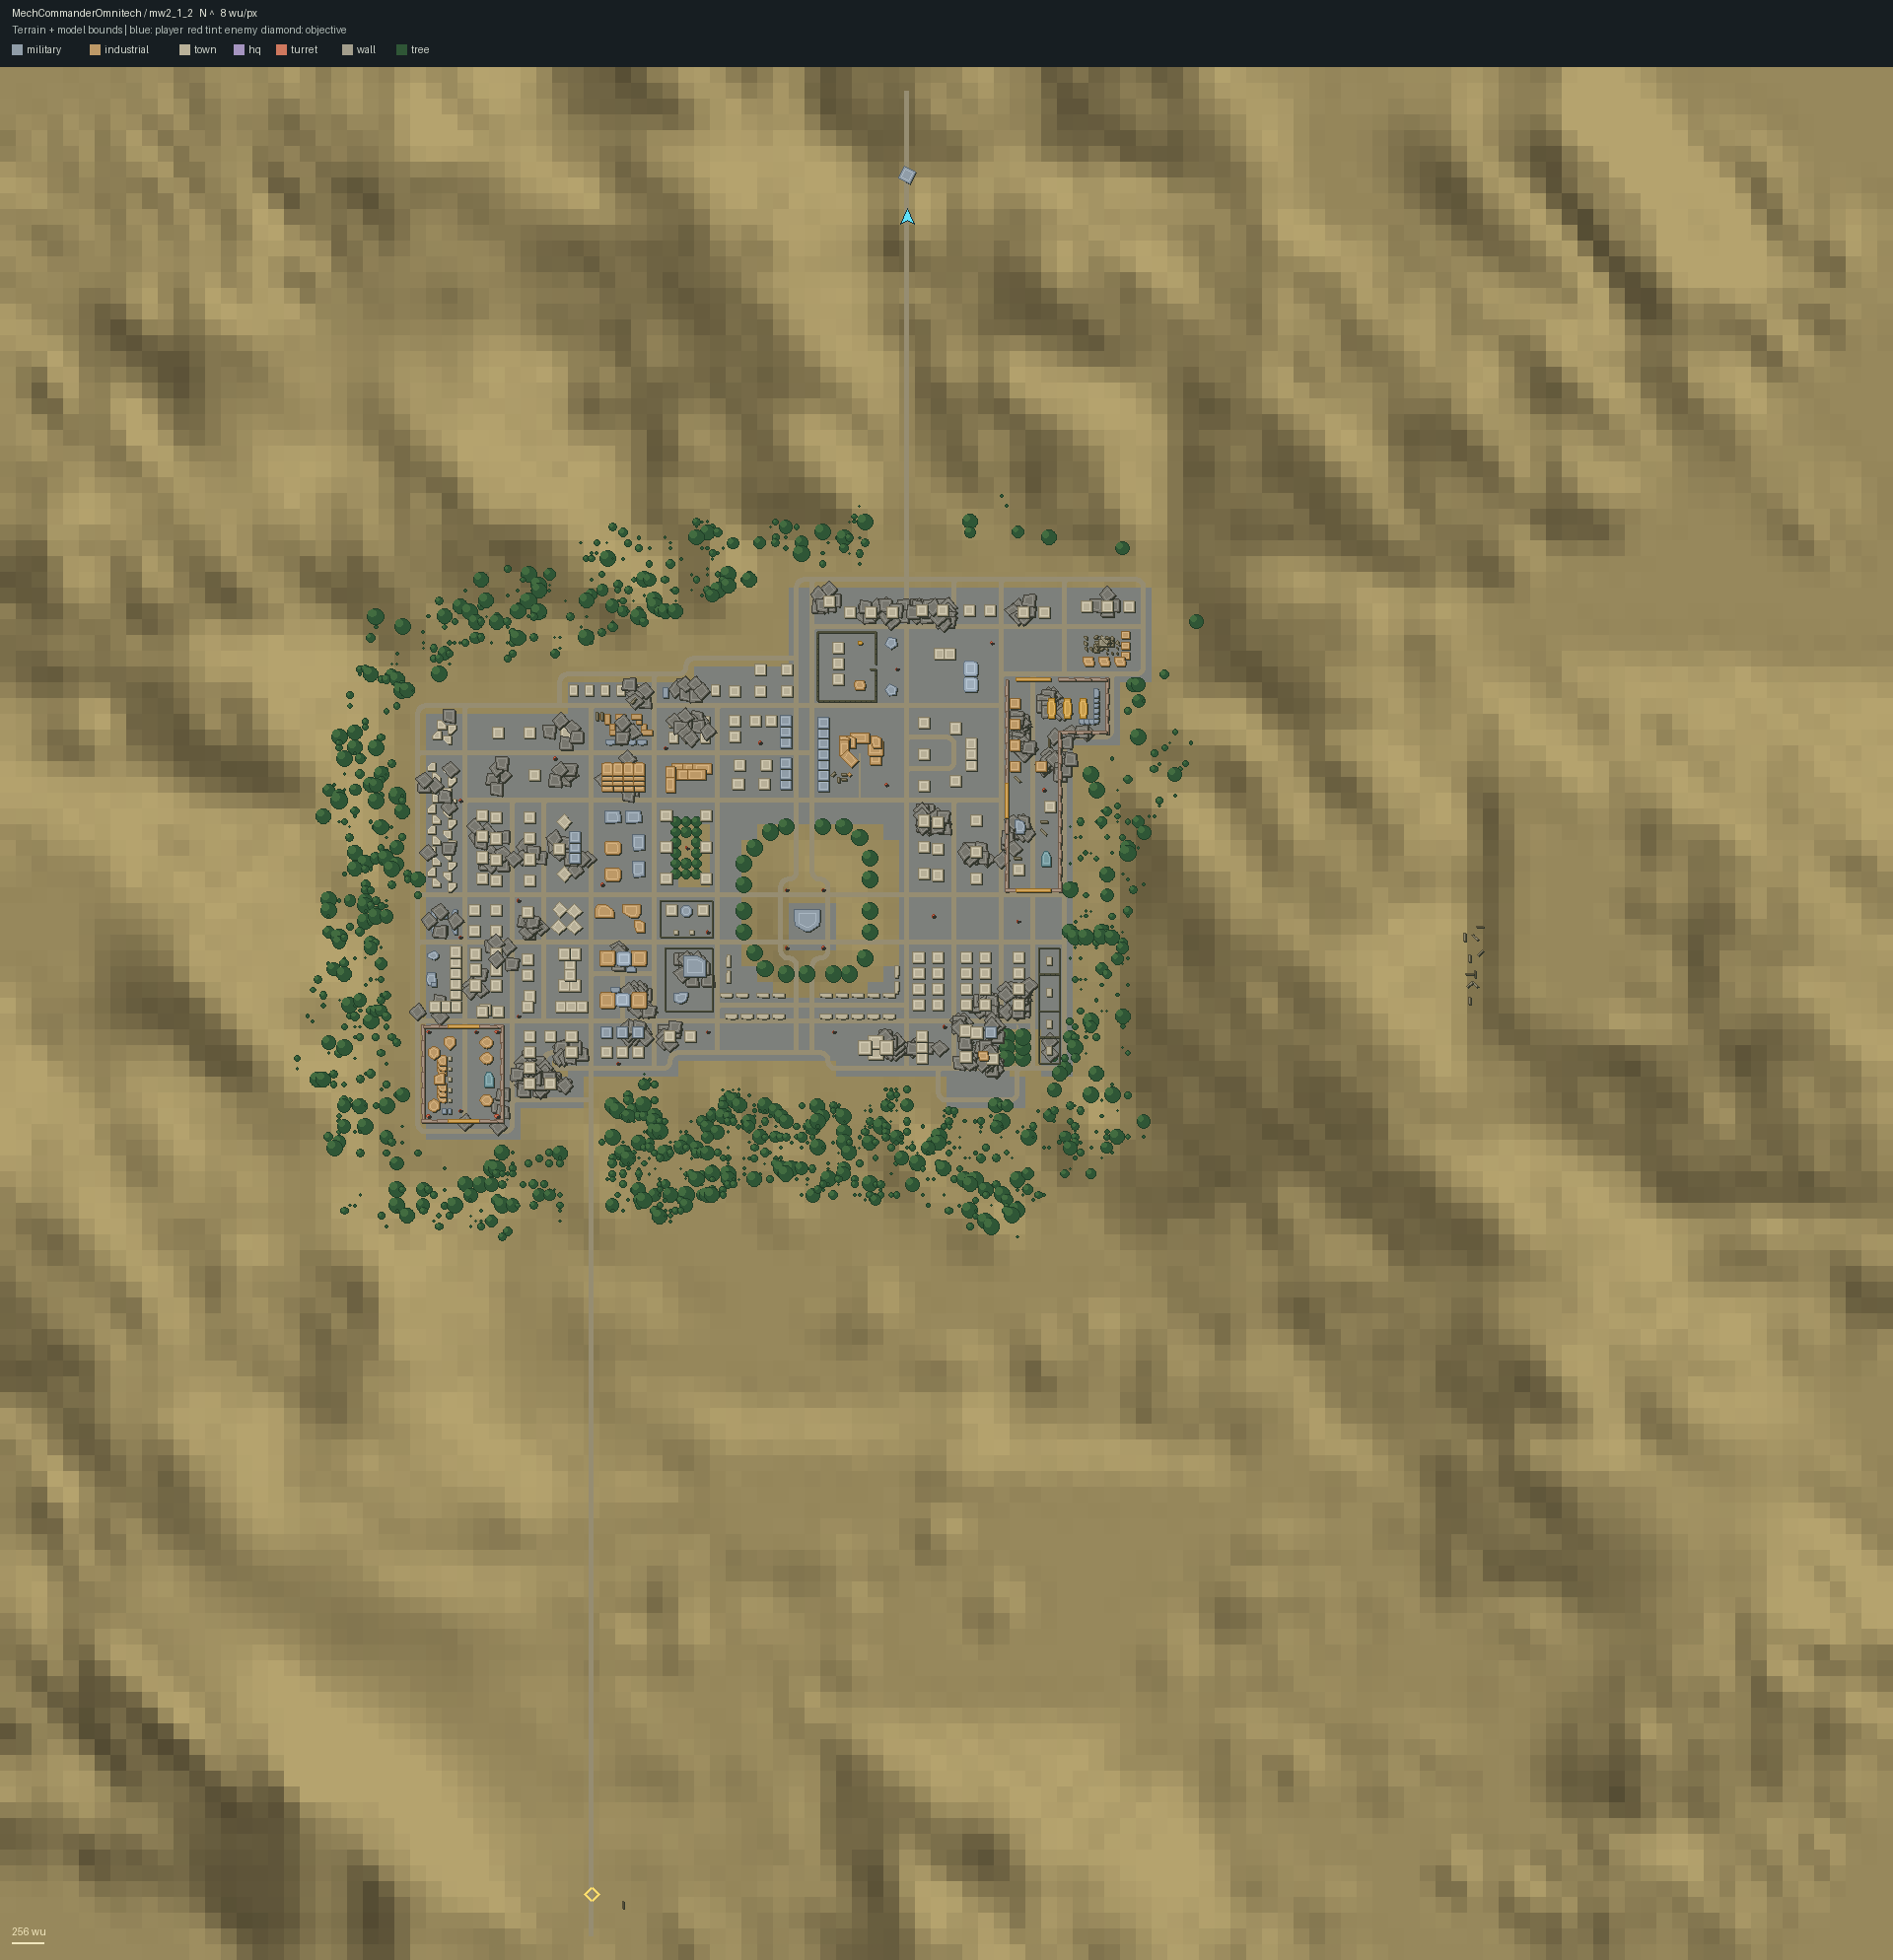 MechCommanderOmnitech / mw2_1_2 N ^ 8 wu/px
Terrain + model bounds | blue: player red tint: enemy diamond: objective
military industrial town hq turret wall tree
256 wu